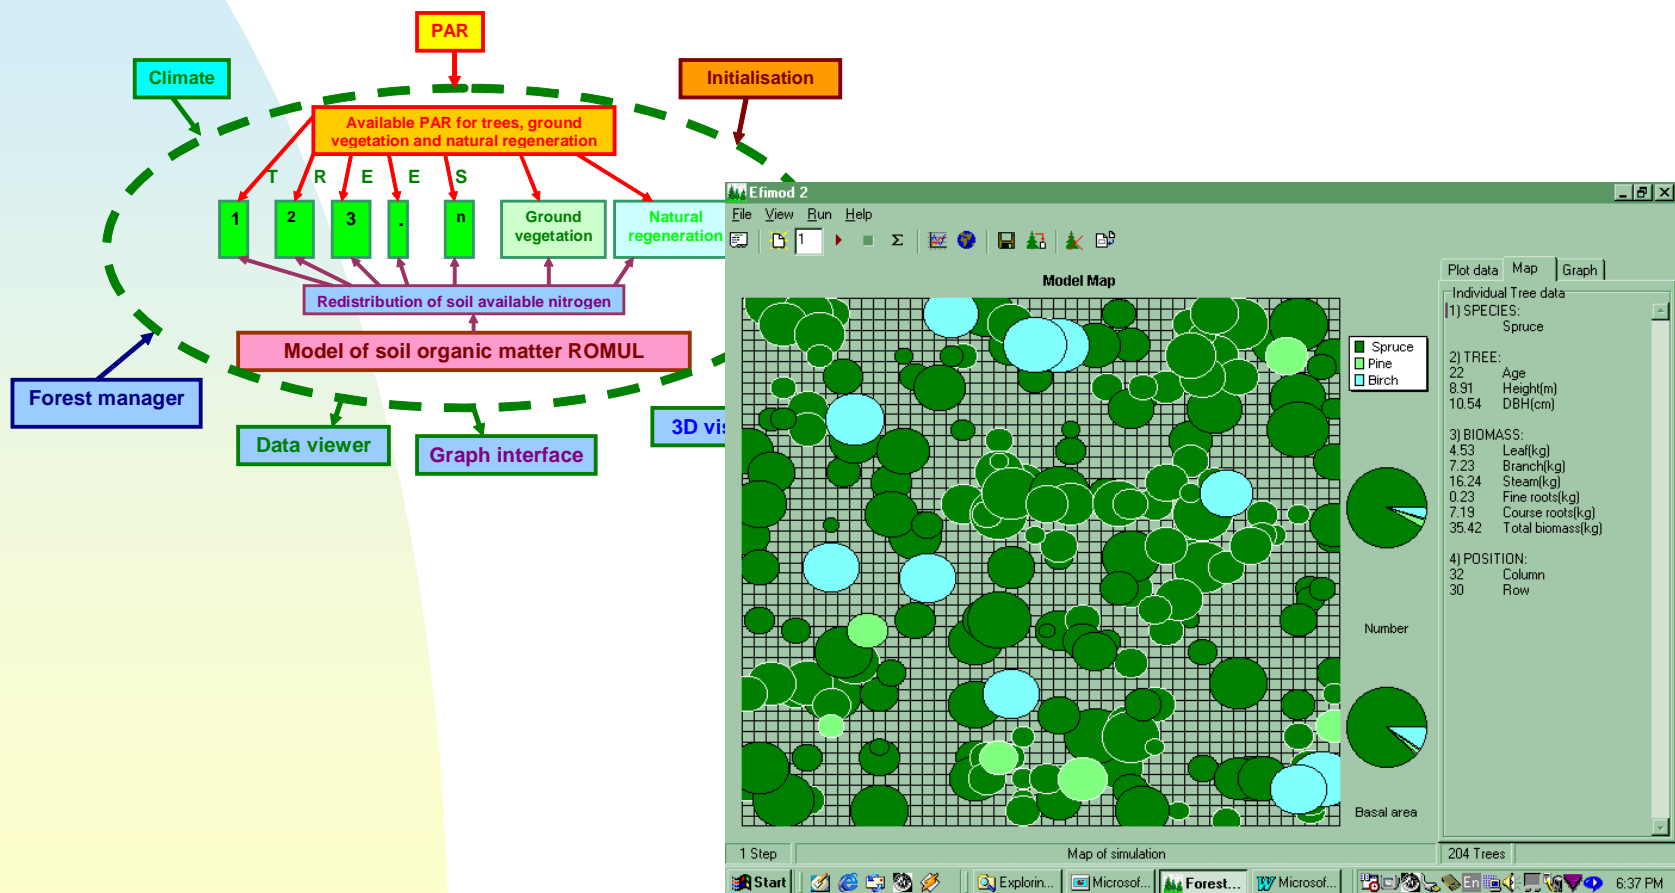 PAR
Climate
Initialisation
Available PAR for trees, ground
vegetation and natural regeneration
T R E E S
1 2 3 . n
Ground
vegetation
Natural
regeneration
Redistribution of soil available nitrogen
Model of soil organic matter ROMUL
Forest manager
Data viewer
Graph interface
3D vis
Efimod 2
File View Run Help
1
Σ
Model Map
Spruce
Pine
Birch
Number
Basal area
Plot data Map Graph
Individual Tree data
1) SPECIES:
Spruce
2) TREE:
22 Age
8.91 Height(m)
10.54 DBH(cm)
3) BIOMASS:
4.53 Leaf(kg)
7.23 Branch(kg)
16.24 Steam(kg)
0.23 Fine roots(kg)
7.19 Course roots(kg)
35.42 Total biomass(kg)
4) POSITION:
32 Column
30 Row
1 Step Map of simulation 204 Trees
Start Explorin... Microsof... Forest... Microsof... En 6:37 PM